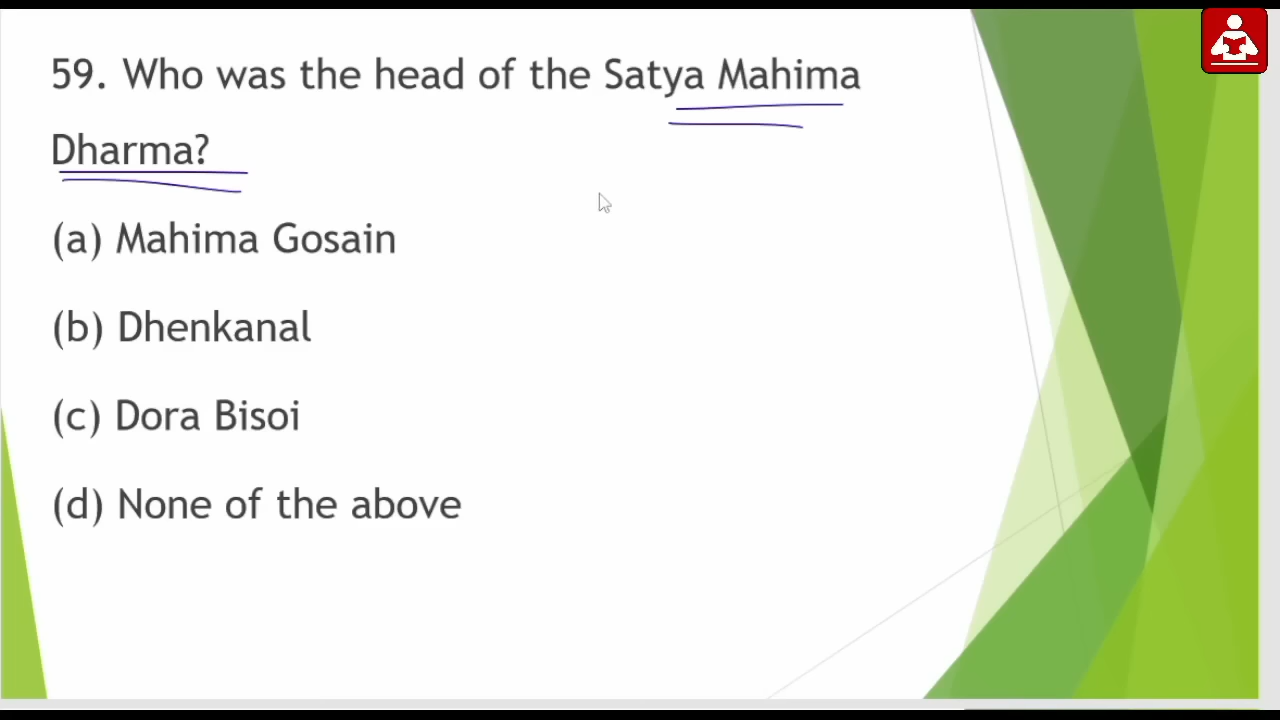 59. Who was the head of the Satya Mahima
Dharma?
(a) Mahima Gosain
(b) Dhenkanal
(c) Dora Bisoi
(d) None of the above